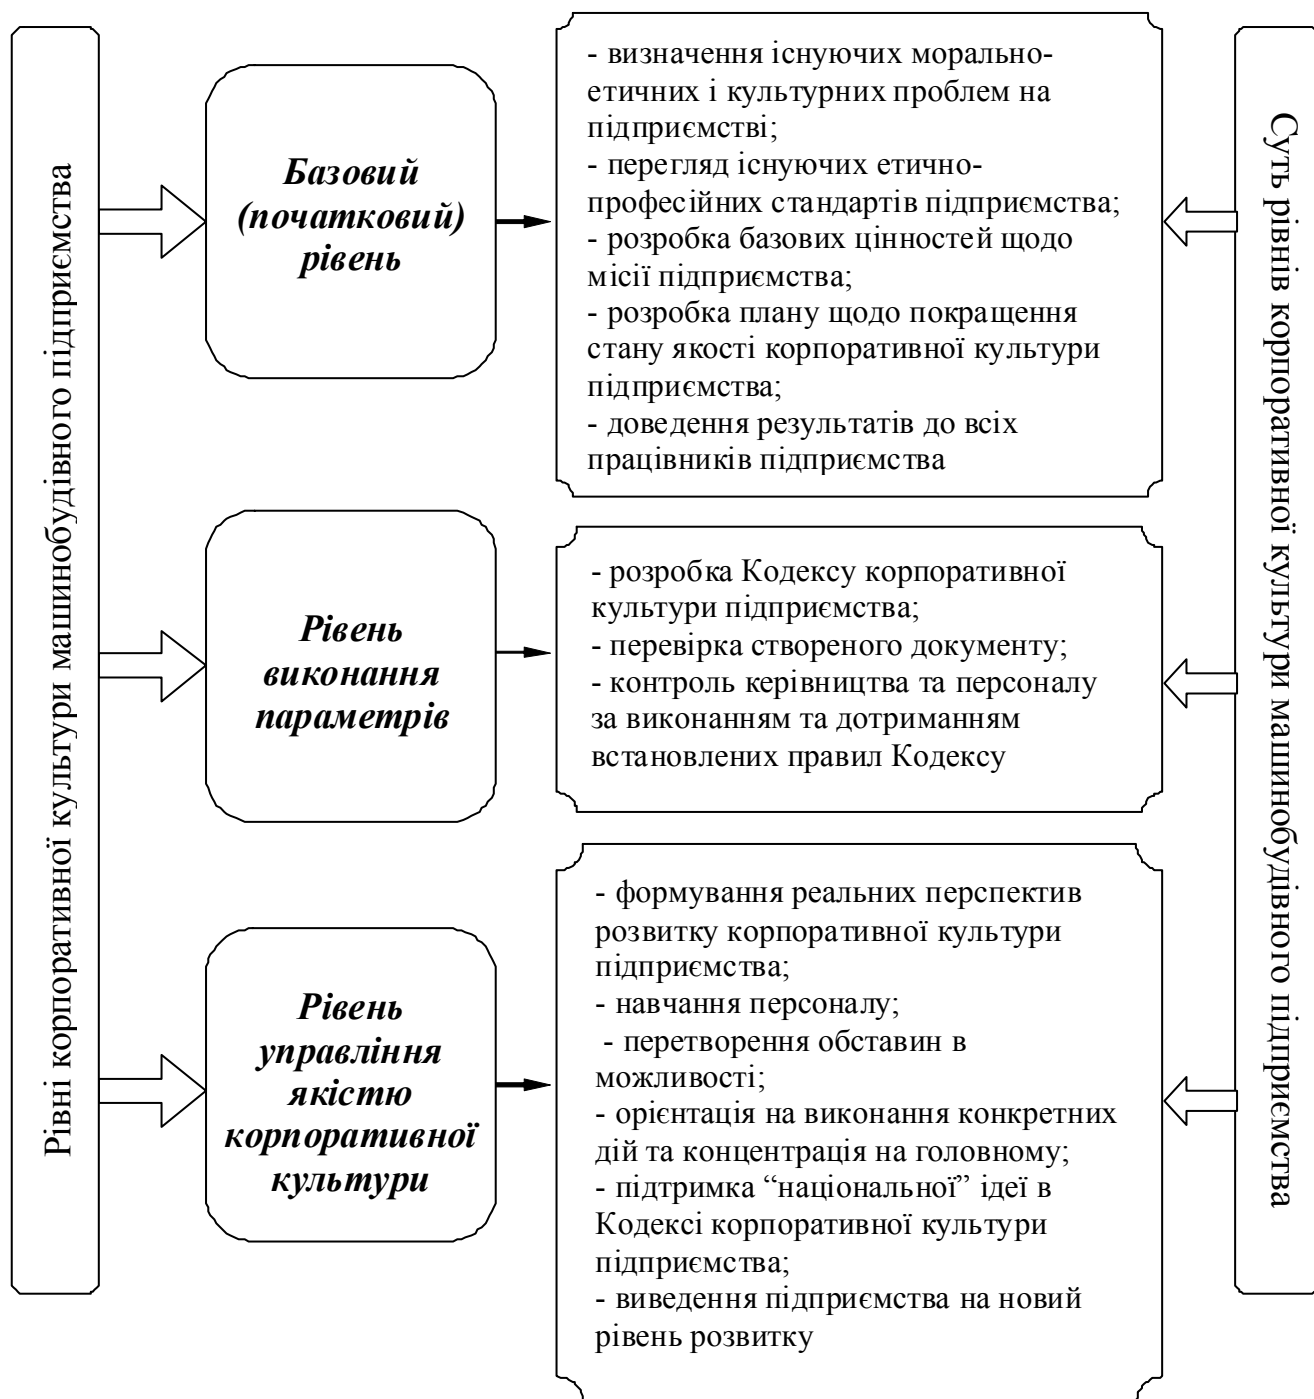 Рівні корпоративної культури машинобудівного підприємства
Базовий
(початковий)
рівень
- визначення існуючих морально-
етичних і культурних проблем на
підприємстві;
- перегляд існуючих етично-
професійних стандартів підприємства;
- розробка базових цінностей щодо
місії підприємства;
- розробка плану щодо покращення
стану якості корпоративної культури
підприємства;
- доведення результатів до всіх
працівників підприємства
Рівень
виконання
параметрів
- розробка Кодексу корпоративної
культури підприємства;
- перевірка створеного документу;
- контроль керівництва та персоналу
за виконанням та дотриманням
встановлених правил Кодексу
Рівень
управління
якістю
корпоративної
культури
- формування реальних перспектив
розвитку корпоративної культури
підприємства;
- навчання персоналу;
- перетворення обставин в
можливості;
- орієнтація на виконання конкретних
дій та концентрація на головному;
- підтримка “національної” ідеї в
Кодексі корпоративної культури
підприємства;
- виведення підприємства на новий
рівень розвитку
Суть рівнів корпоративної культури машинобудівного підприємства